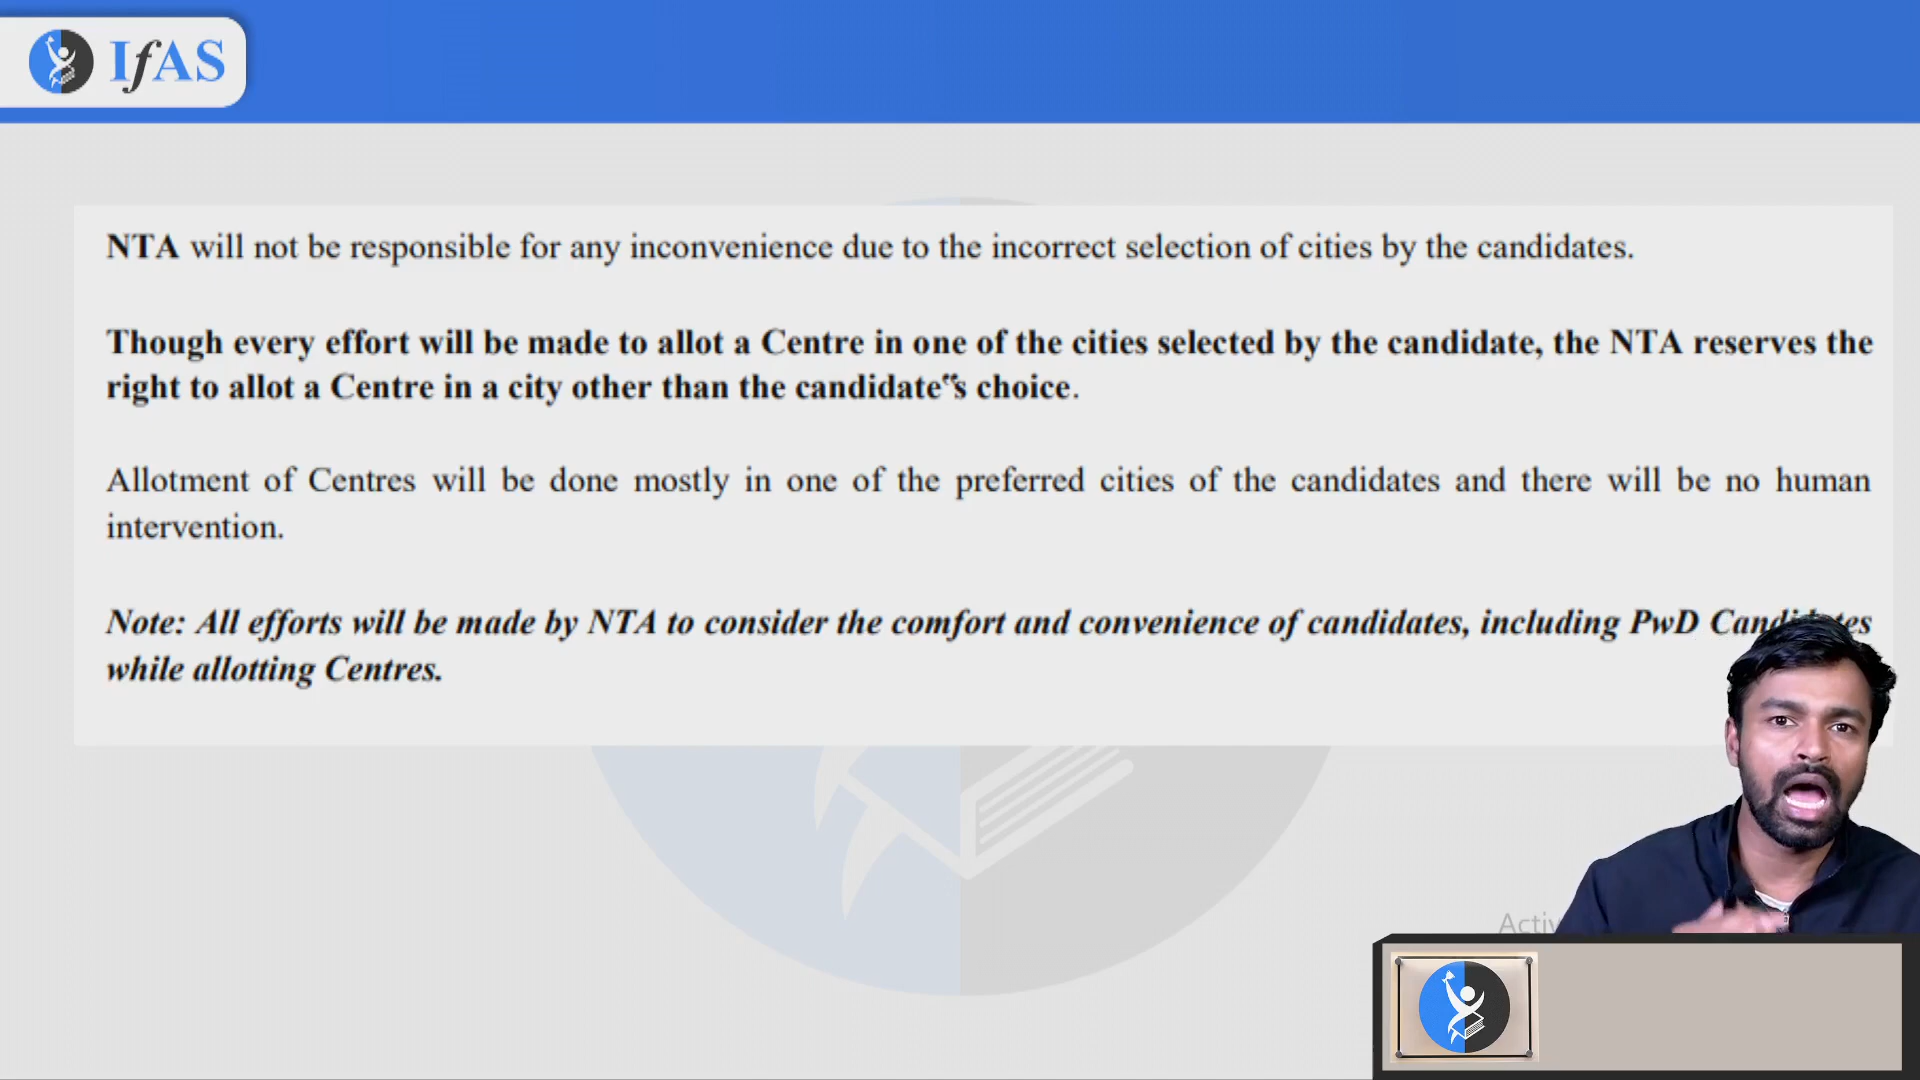 IfAS
NTA will not be responsible for any inconvenience due to the incorrect selection of cities by the candidates.
Though every effort will be made to allot a Centre in one of the cities selected by the candidate, the NTA reserves the
right to allot a Centre in a city other than the candidate‟s choice.
Allotment of Centres will be done mostly in one of the preferred cities of the candidates and there will be no human
intervention.
Note: All efforts will be made by NTA to consider the comfort and convenience of candidates, including PwD
while allotting Centres.